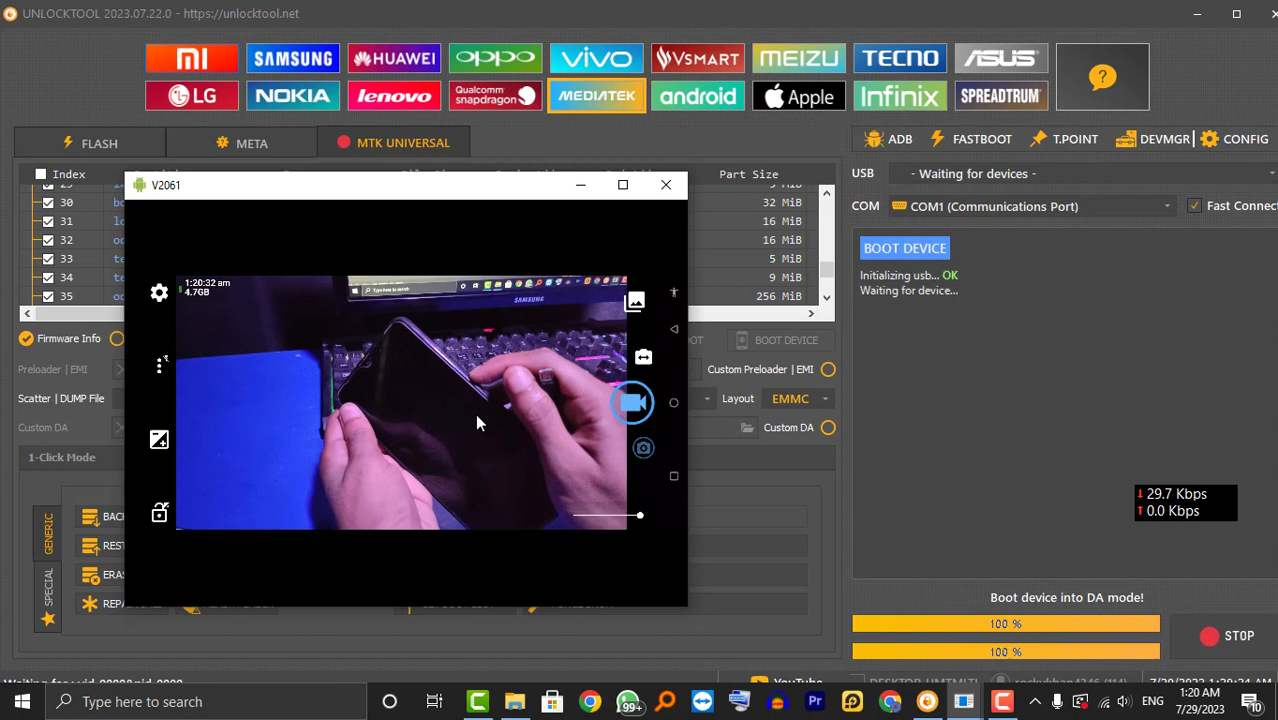 UNLOCKTOOL 2023.07.22.0 - https://unlocktool.net
SAMSUNG HUAWEI OPPO VIVO VSMART MEIZU TECNO ASUS
LG NOKIA lenovo Qualcomm snapdragon MEDIATEK android Apple Infinix SPREADTRUM
FLASH META MTK UNIVERSAL
ADB FASTBOOT T.POINT DEVMGR CONFIG
Index Part Size
USB - Waiting for devices -
V2061
COM COM1 (Communications Port) Fast Connect
30 32 MiB
31 16 MiB
32 16 MiB
33 5 MiB
34 9 MiB
35 256 MiB
BOOT DEVICE
Initializing usb... OK
Waiting for device...
1:20:32 am
4.7GB
Type here to search
SAMSUNG
Firmware Info BOOT DEVICE
Preloader | EMI Custom Preloader | EMI
Scatter | DUMP File Layout EMMC
Custom DA Custom DA
1-Click Mode
GENERIC
SPECIAL
29.7 Kbps
0.0 Kbps
Boot device into DA mode!
100 %
100 %
STOP
YouTube
Type here to search
99+
Pr
ENG
1:20 AM
7/29/2023
10